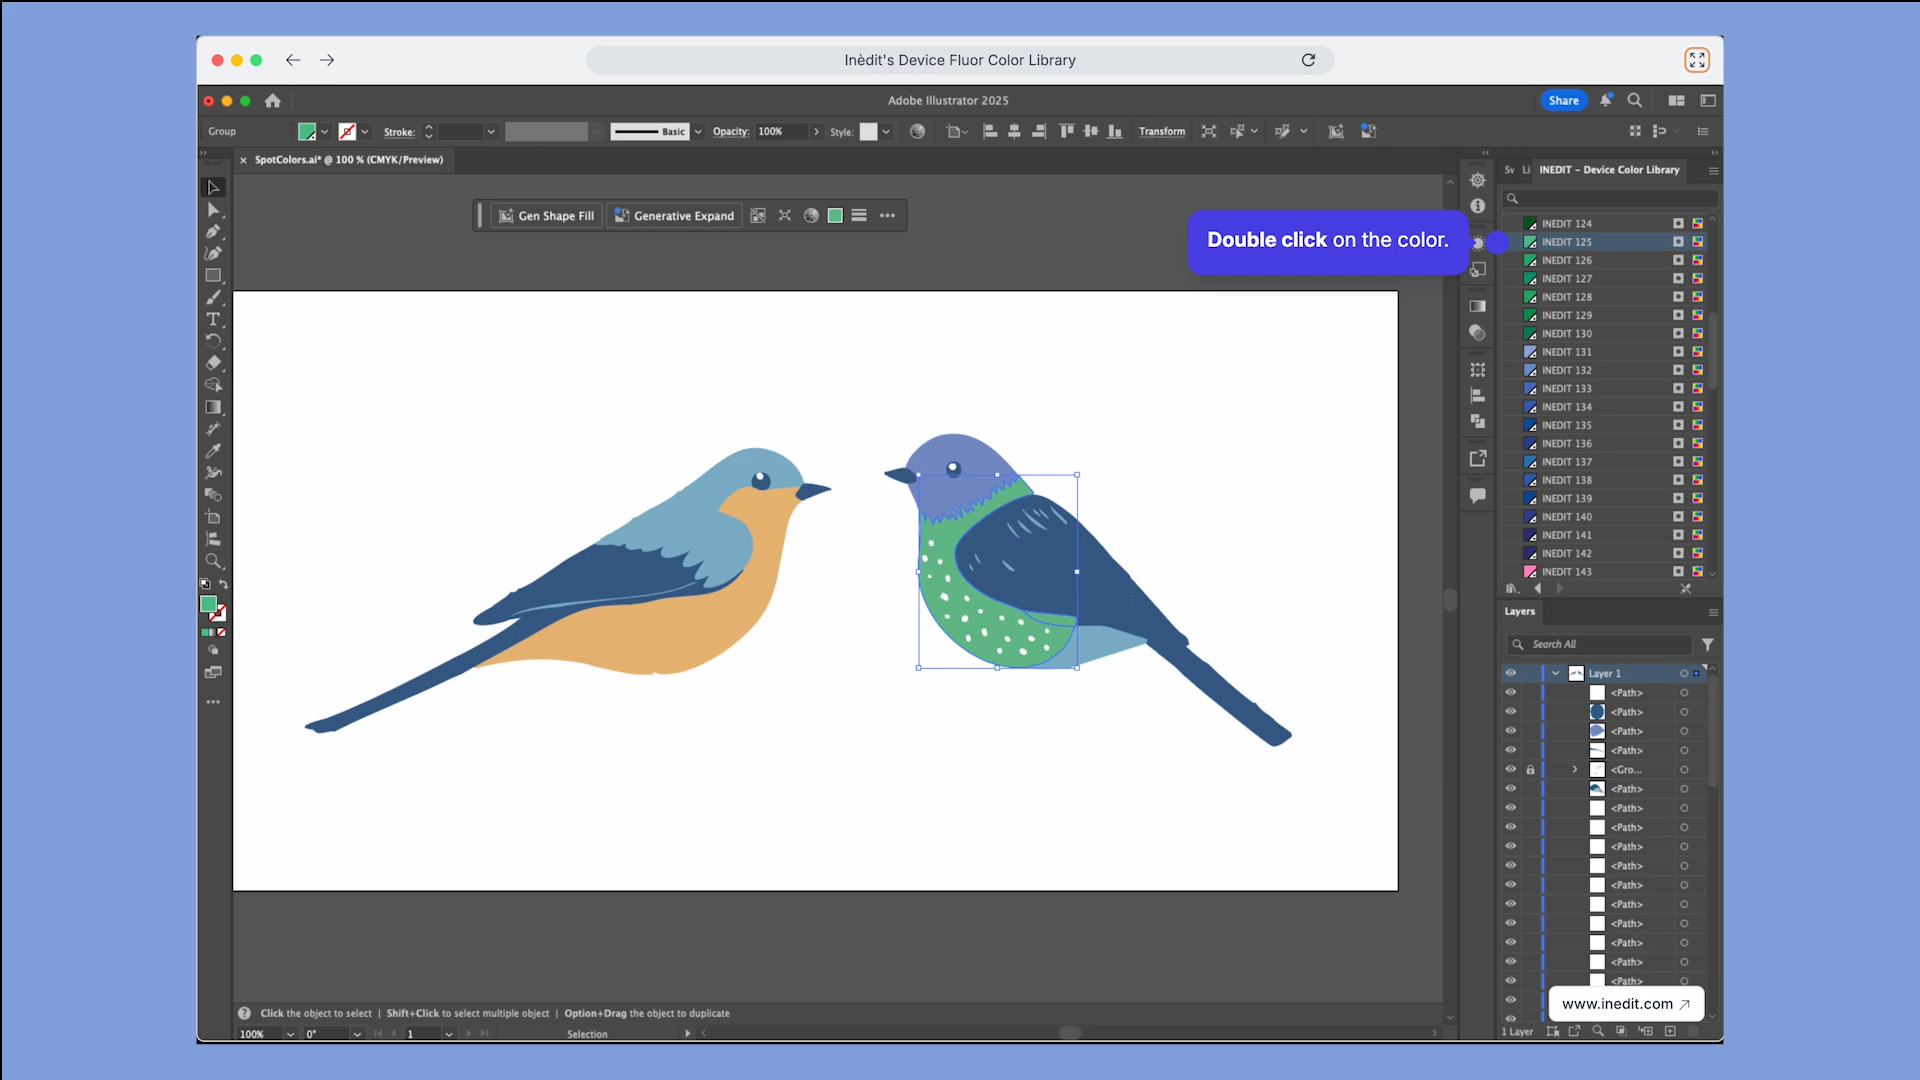 Inèdit's Device Fluor Color Library
Adobe Illustrator 2025
Share
Group
Stroke:
Basic
Opacity:
100%
Style:
Transform
SpotColors.ai* @ 100 % (CMYK/Preview)
Sv
Li
INEDIT – Device Color Library
Gen Shape Fill
Generative Expand
Double click on the color.
INEDIT 124
INEDIT 125
INEDIT 126
INEDIT 127
INEDIT 128
INEDIT 129
INEDIT 130
INEDIT 131
INEDIT 132
INEDIT 133
INEDIT 134
INEDIT 135
INEDIT 136
INEDIT 137
INEDIT 138
INEDIT 139
INEDIT 140
INEDIT 141
INEDIT 142
INEDIT 143
Layers
Search All
Layer 1
<Path>
<Path>
<Path>
<Path>
<Gro...
<Path>
<Path>
<Path>
<Path>
<Path>
<Path>
<Path>
<Path>
<Path>
<Path>
<Path>
www.inedit.com
1 Layer
Click the object to select | Shift+Click to select multiple object | Option+Drag the object to duplicate
100%
0°
1
Selection